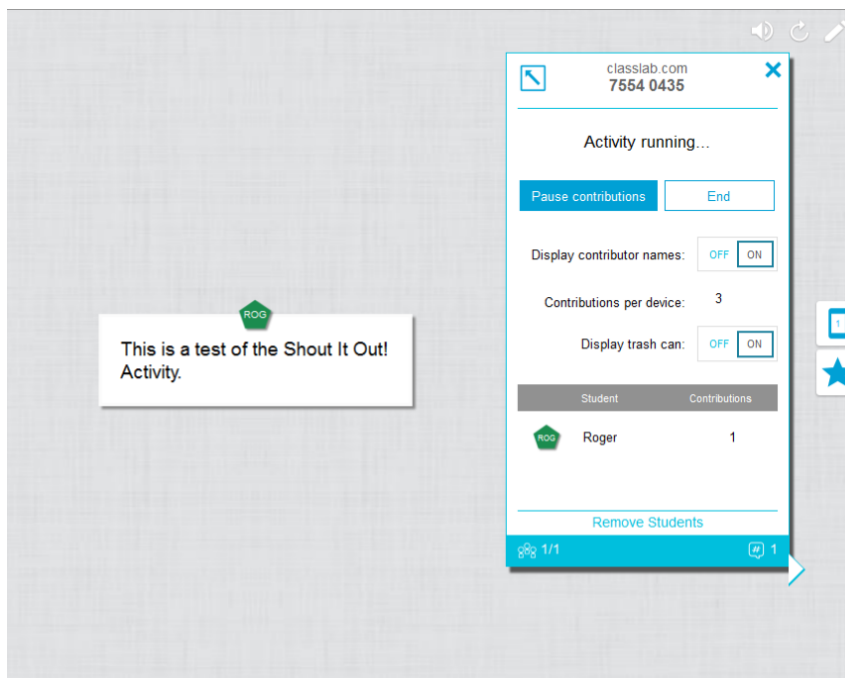 classlab.com
7554 0435
Activity running...
Pause contributions
End
Display contributor names:
OFF
ON
Contributions per device:
3
Display trash can:
OFF
ON
Student
Contributions
ROG
Roger
1
Remove Students
1/1
# 1
ROG
This is a test of the Shout It Out!
Activity.
1